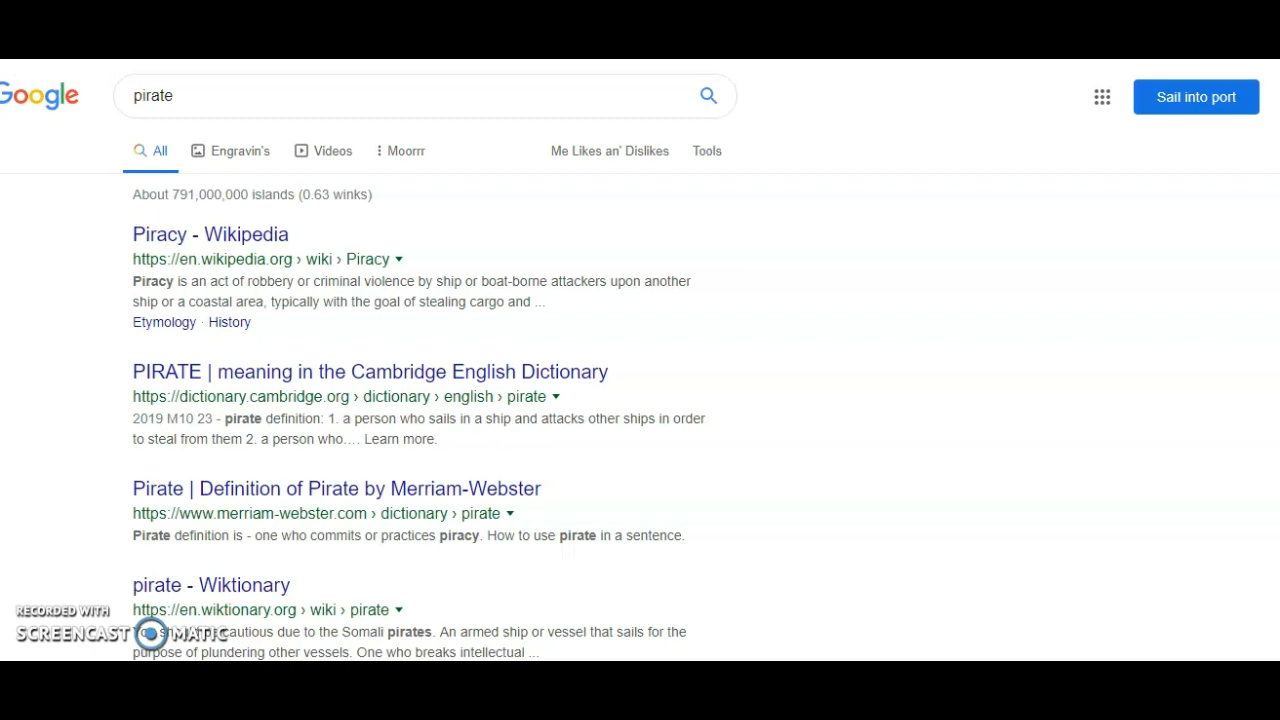 Google
pirate
Sail into port
All Engravin's Videos Moorrr Me Likes an' Dislikes Tools
About 791,000,000 islands (0.63 winks)
Piracy - Wikipedia
https://en.wikipedia.org › wiki › Piracy
Piracy is an act of robbery or criminal violence by ship or boat-borne attackers upon another
ship or a coastal area, typically with the goal of stealing cargo and ...
Etymology · History
PIRATE | meaning in the Cambridge English Dictionary
https://dictionary.cambridge.org › dictionary › english › pirate
2019 M10 23 - pirate definition: 1. a person who sails in a ship and attacks other ships in order
to steal from them 2. a person who.... Learn more.
Pirate | Definition of Pirate by Merriam-Webster
https://www.merriam-webster.com › dictionary › pirate
Pirate definition is - one who commits or practices piracy. How to use pirate in a sentence.
pirate - Wiktionary
https://en.wiktionary.org › wiki › pirate
cautious due to the Somali pirates. An armed ship or vessel that sails for the
purpose of plundering other vessels. One who breaks intellectual ...
RECORDED WITH
SCREENCAST MATIC